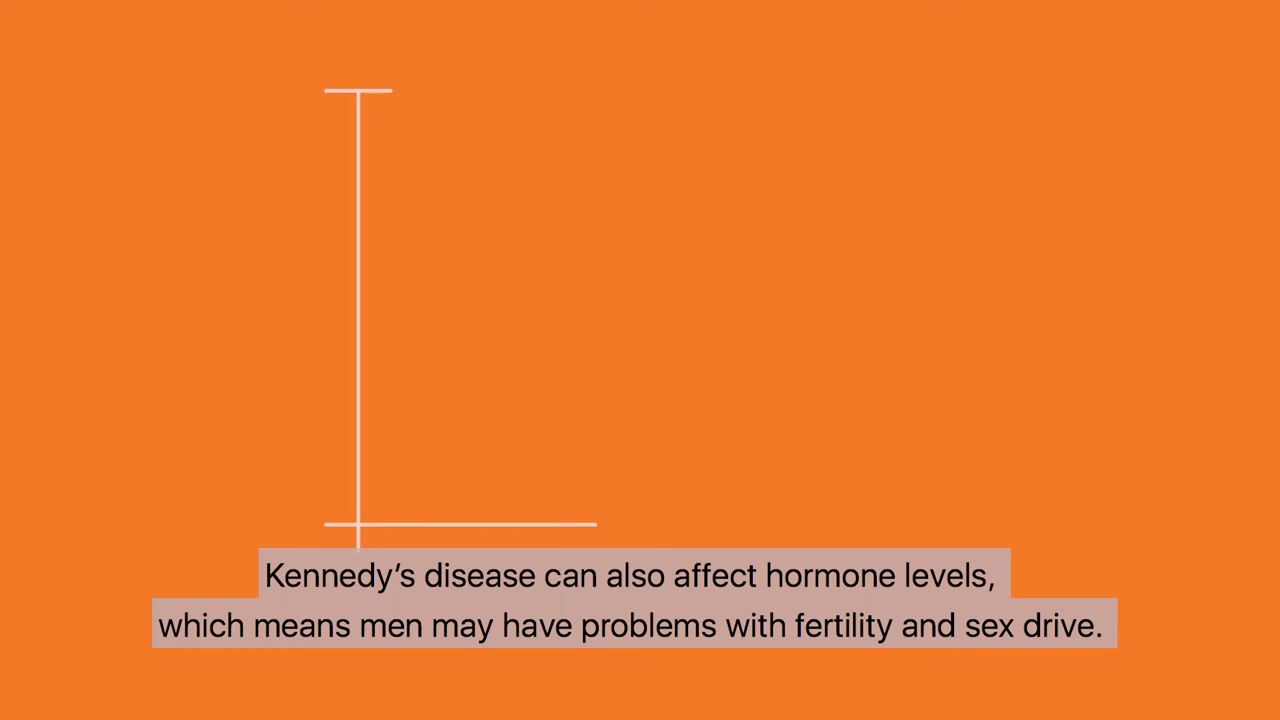 Kennedy’s disease can also affect hormone levels,
which means men may have problems with fertility and sex drive.